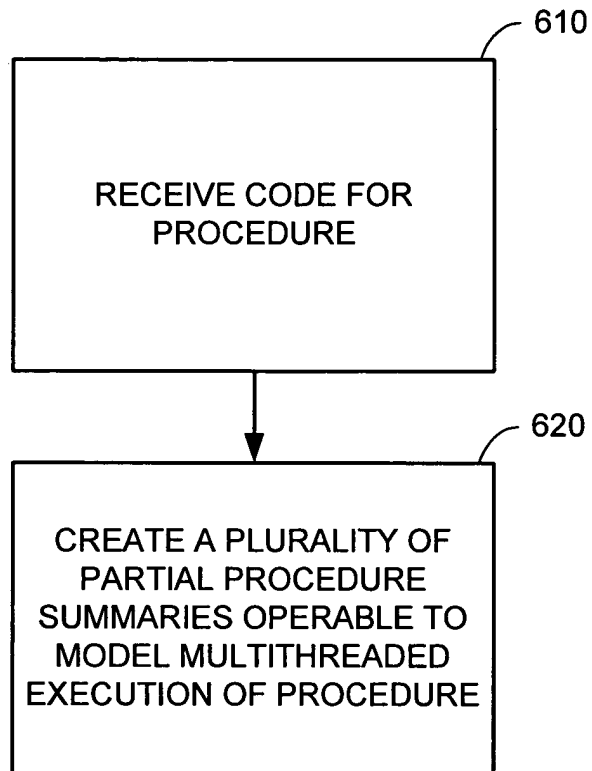 610
RECEIVE CODE FOR
PROCEDURE
620
CREATE A PLURALITY OF
PARTIAL PROCEDURE
SUMMARIES OPERABLE TO
MODEL MULTITHREADED
EXECUTION OF PROCEDURE